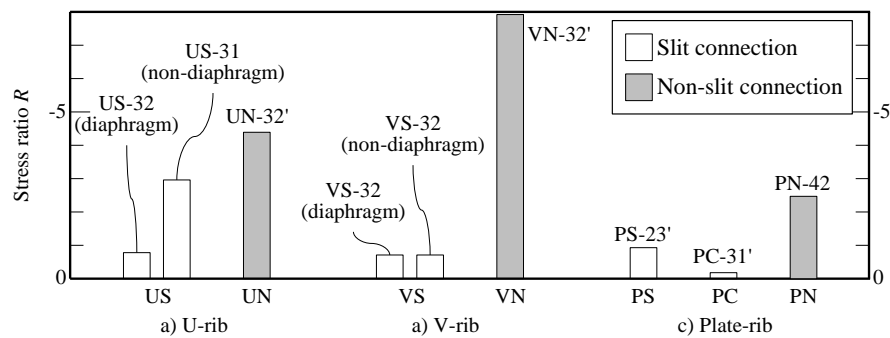 Stress ratio R
-5
0
US-31
(non-diaphragm)
US-32
(diaphragm)
UN-32'
VS-32
(non-diaphragm)
VS-32
(diaphragm)
VN-32'
Slit connection
Non-slit connection
-5
PN-42
PS-23'
PC-31'
0
US
UN
VS
VN
PS
PC
PN
a) U-rib
a) V-rib
c) Plate-rib